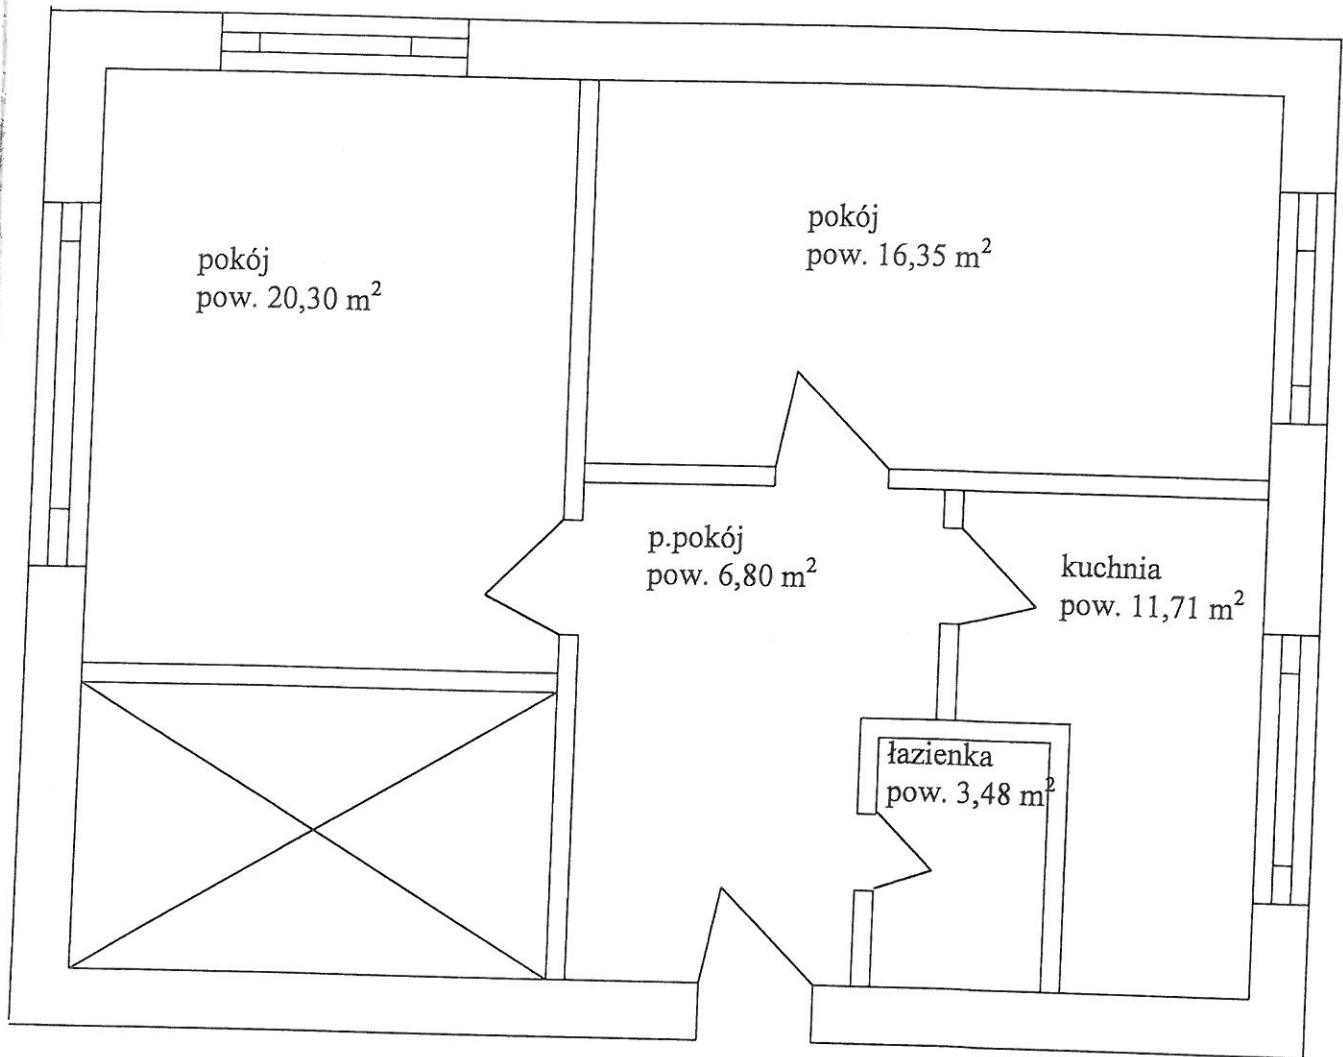 pokój
pow. 20,30 m²
pokój
pow. 16,35 m²
p.pokój
pow. 6,80 m²
kuchnia
pow. 11,71 m²
łazienka
pow. 3,48 m²